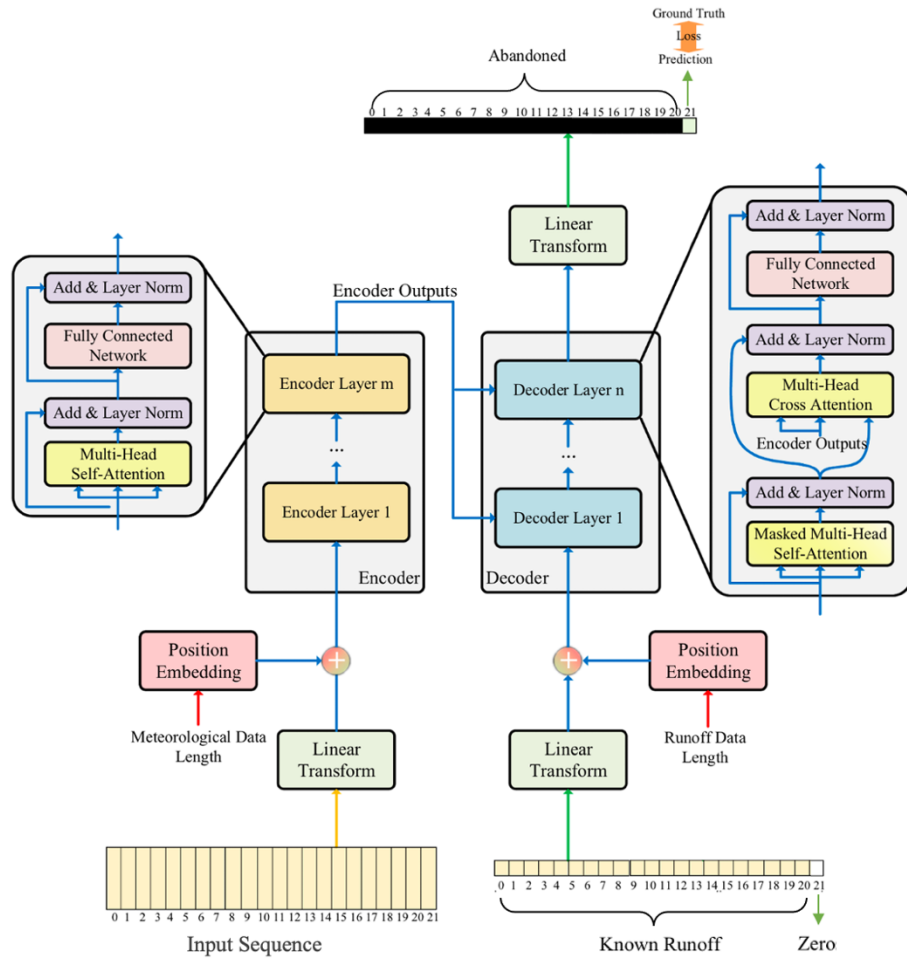 Ground Truth
Loss
Prediction
Abandoned
0 1 2 3 4 5 6 7 8 9 10 11 12 13 14 15 16 17 18 19 20 21
Linear
Transform
Add & Layer Norm
Fully Connected
Network
Add & Layer Norm
Multi-Head
Self-Attention
Encoder Outputs
Encoder Layer m
...
Encoder Layer 1
Encoder
Decoder Layer n
...
Decoder Layer 1
Decoder
Add & Layer Norm
Fully Connected
Network
Add & Layer Norm
Multi-Head
Cross Attention
Encoder Outputs
Add & Layer Norm
Masked Multi-Head
Self-Attention
Position
Embedding
+
Meteorological Data
Length
Linear
Transform
+
Position
Embedding
Runoff Data
Length
Linear
Transform
0 1 2 3 4 5 6 7 8 9 10 11 12 13 14 15 16 17 18 19 20 21
Input Sequence
0 1 2 3 4 5 6 7 8 9 10 11 12 13 14 15 16 17 18 19 20 21
Known Runoff
Zero